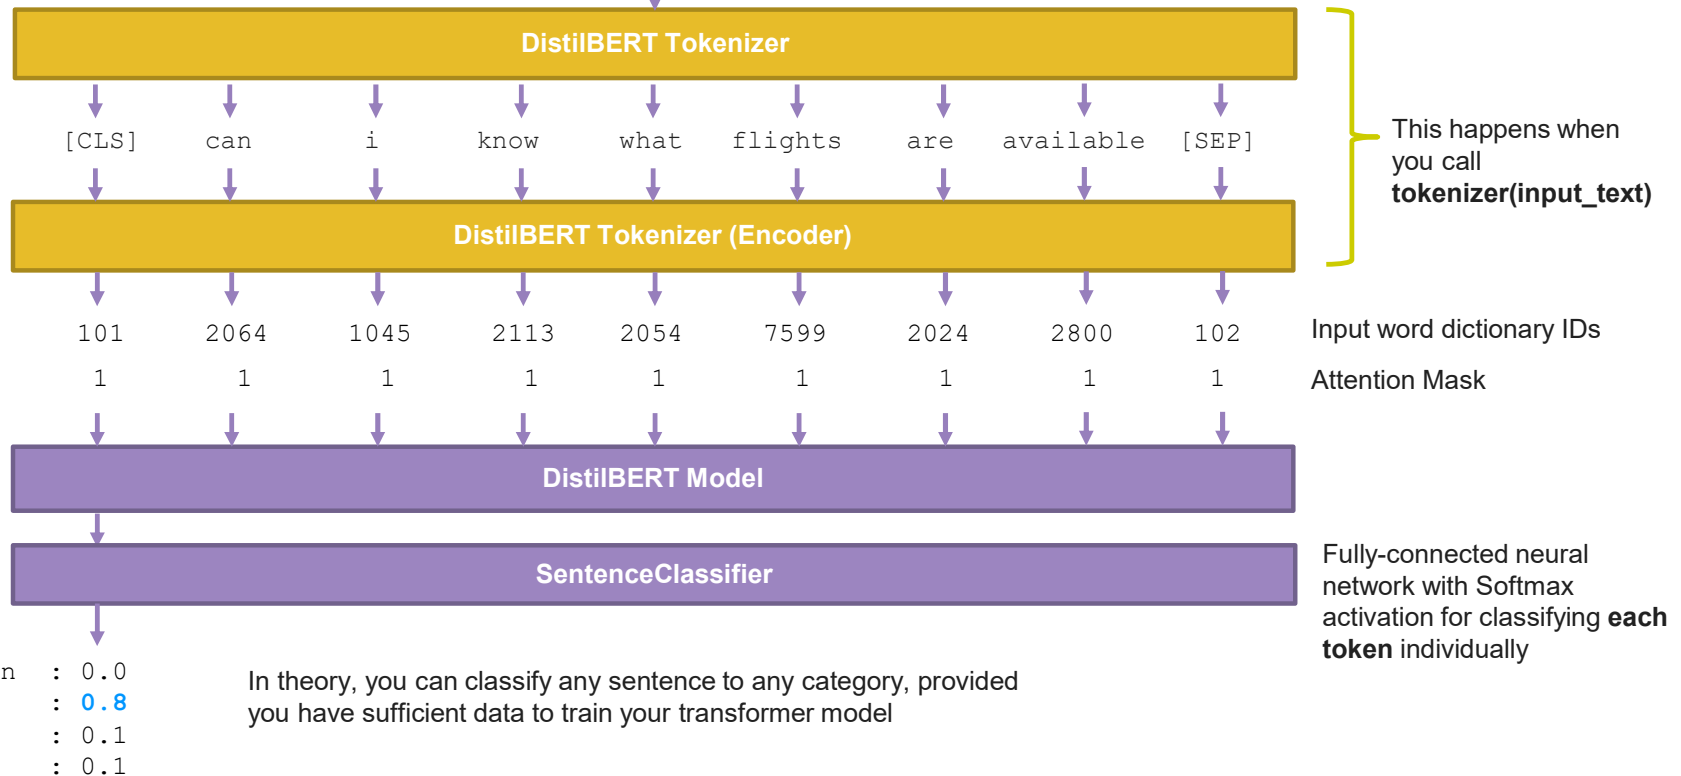 DistilBERT Tokenizer
[CLS] can i know what flights are available [SEP]
This happens when
you call
tokenizer(input_text)
DistilBERT Tokenizer (Encoder)
101 2064 1045 2113 2054 7599 2024 2800 102
Input word dictionary IDs
1 1 1 1 1 1 1 1 1
Attention Mask
DistilBERT Model
SentenceClassifier
Fully-connected neural
network with Softmax
activation for classifying each
token individually
n : 0.0
: 0.8
: 0.1
: 0.1
In theory, you can classify any sentence to any category, provided
you have sufficient data to train your transformer model